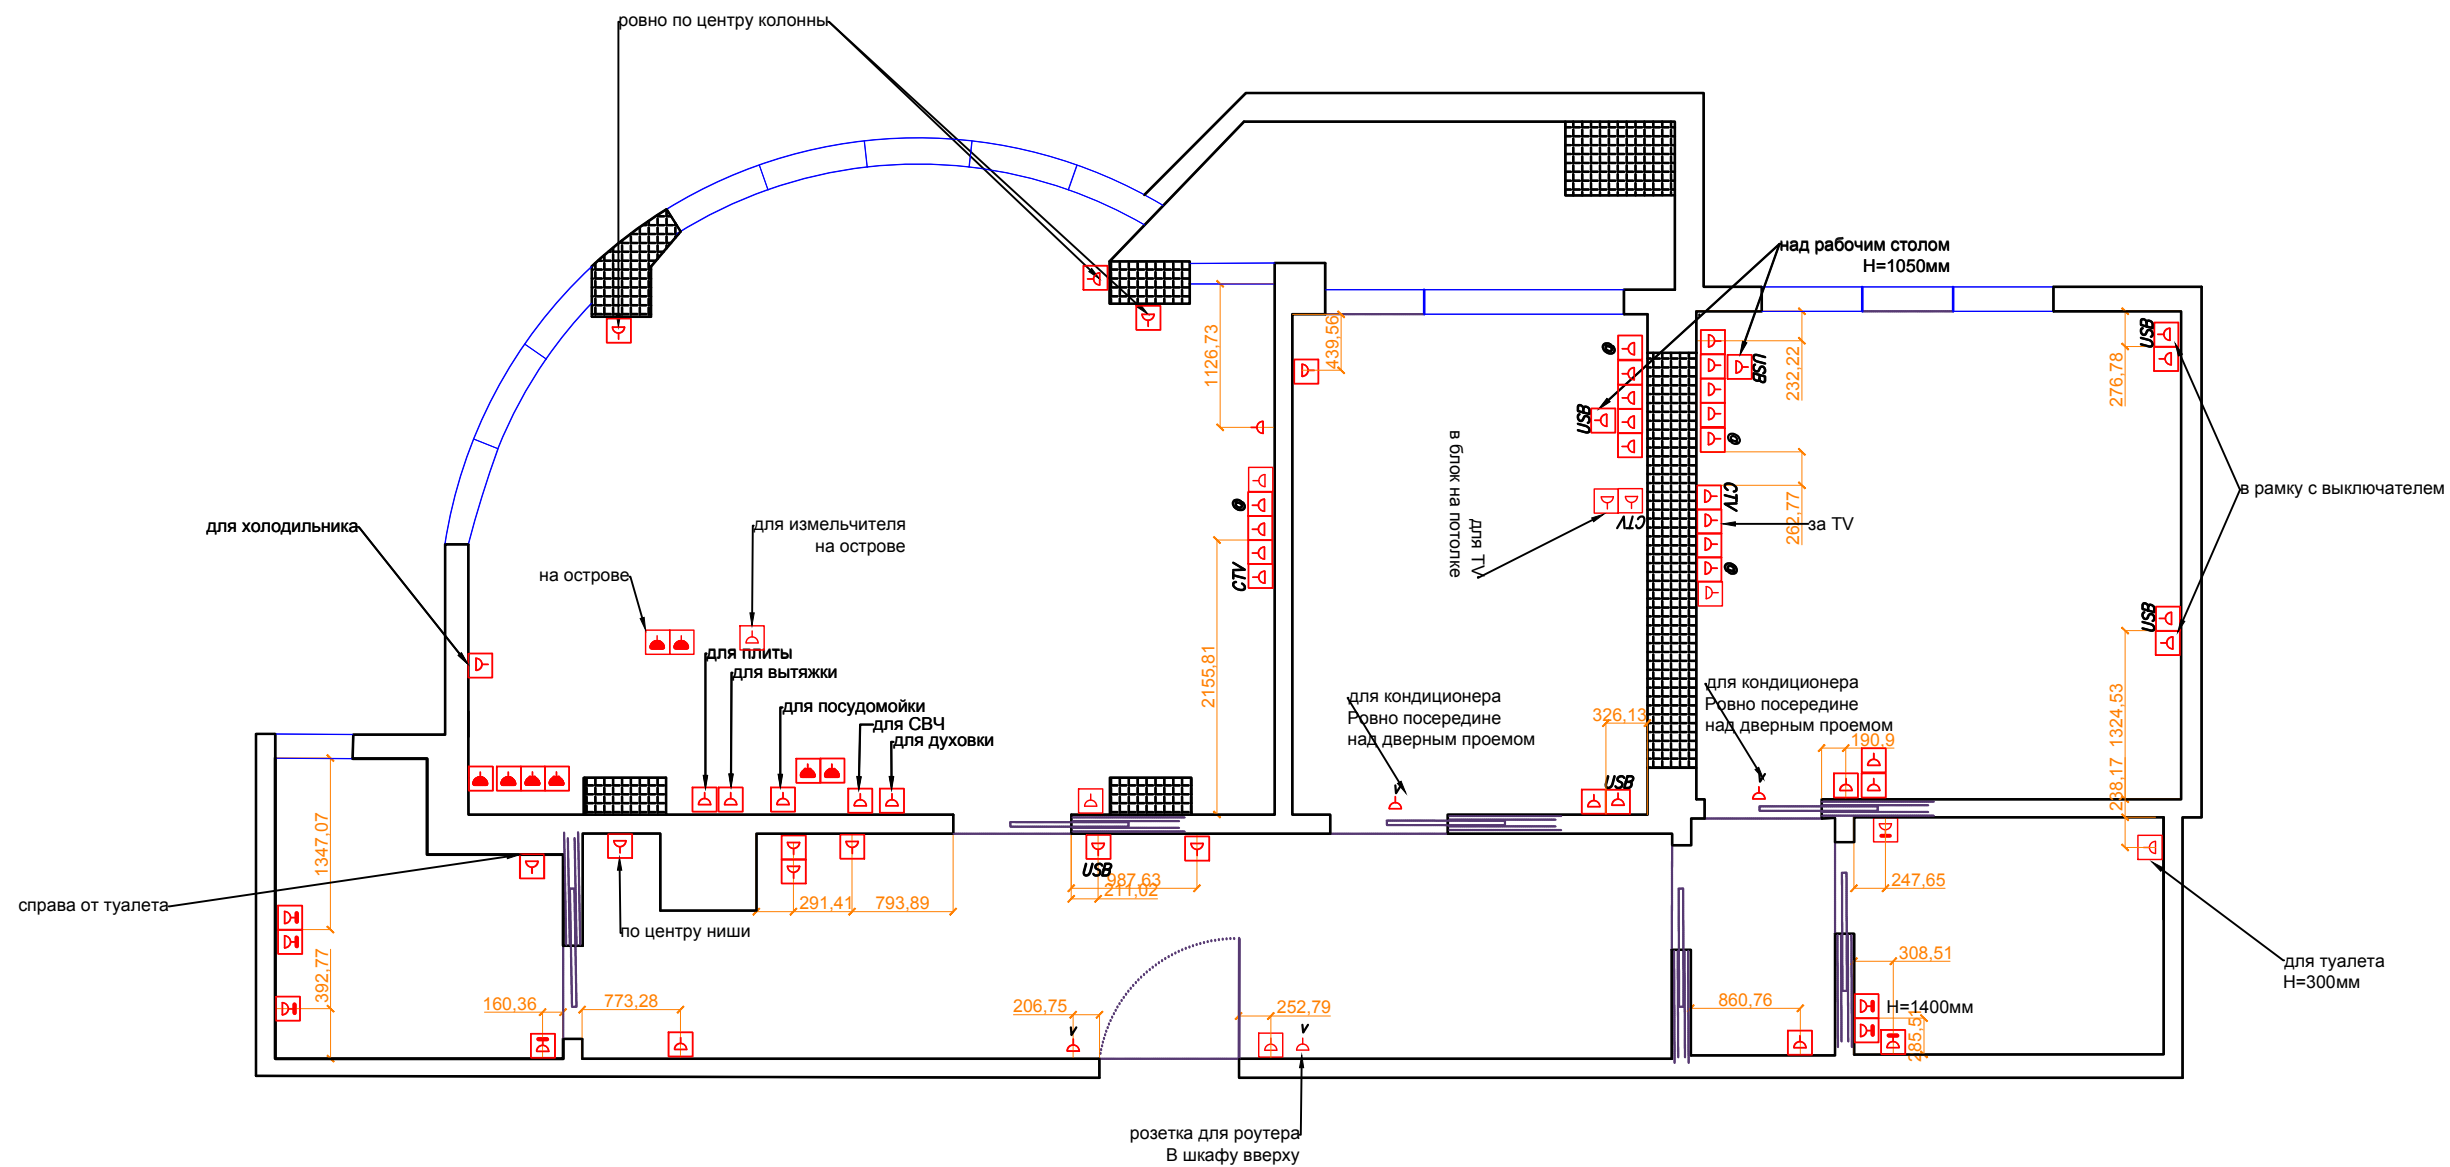 ровно по центру колонны
над рабочим столом
H=1050мм
439,56
1126,73
232,22
276,78
USB
USB
USB
в блок на потолке
для TV
CTV
CTV
262,77
за TV
в рамку с выключателем
для холодильника
для измельчителя
на острове
на острове
CTV
2155,81
USB
для плиты
для вытяжки
для посудомойки
для СВЧ
для духовки
для кондиционера
Ровно посередине
над дверным проемом
326,13
для кондиционера
Ровно посередине
над дверным проемом
190,9
1324,53
238,17
USB
v
v
1347,07
справа от туалета
392,77
по центру ниши
291,41
793,89
USB
987,63
211,02
247,65
308,51
для туалета
H=300мм
H=1400мм
285,51
160,36
773,28
206,75
v
252,79
v
860,76
розетка для роутера
В шкафу вверху